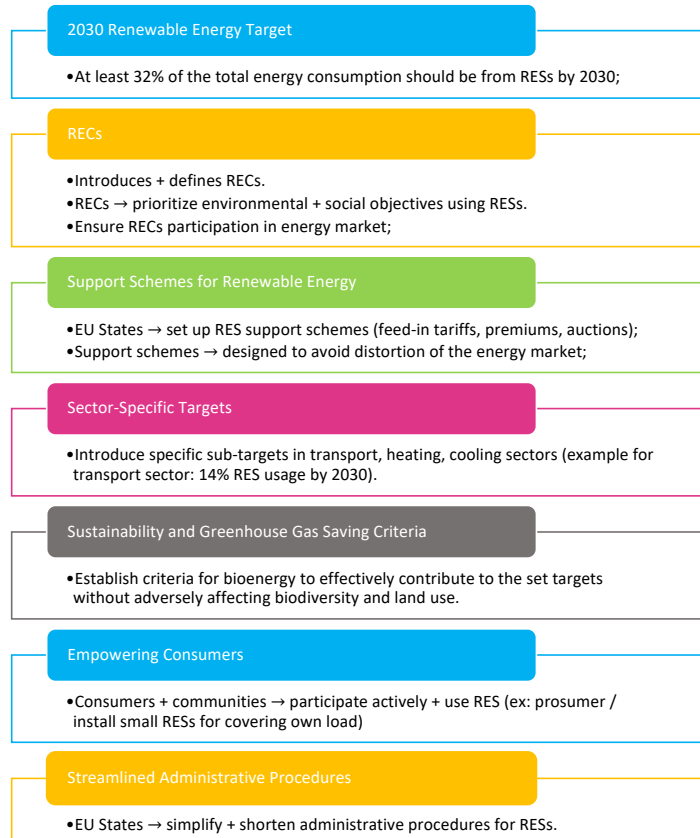 2030 Renewable Energy Target
•At least 32% of the total energy consumption should be from RESs by 2030;
RECs
•Introduces + defines RECs.
•RECs → prioritize environmental + social objectives using RESs.
•Ensure RECs participation in energy market;
Support Schemes for Renewable Energy
•EU States → set up RES support schemes (feed-in tariffs, premiums, auctions);
•Support schemes → designed to avoid distortion of the energy market;
Sector-Specific Targets
•Introduce specific sub-targets in transport, heating, cooling sectors (example for
transport sector: 14% RES usage by 2030).
Sustainability and Greenhouse Gas Saving Criteria
•Establish criteria for bioenergy to effectively contribute to the set targets
without adversely affecting biodiversity and land use.
Empowering Consumers
•Consumers + communities → participate actively + use RES (ex: prosumer /
install small RESs for covering own load)
Streamlined Administrative Procedures
•EU States → simplify + shorten administrative procedures for RESs.